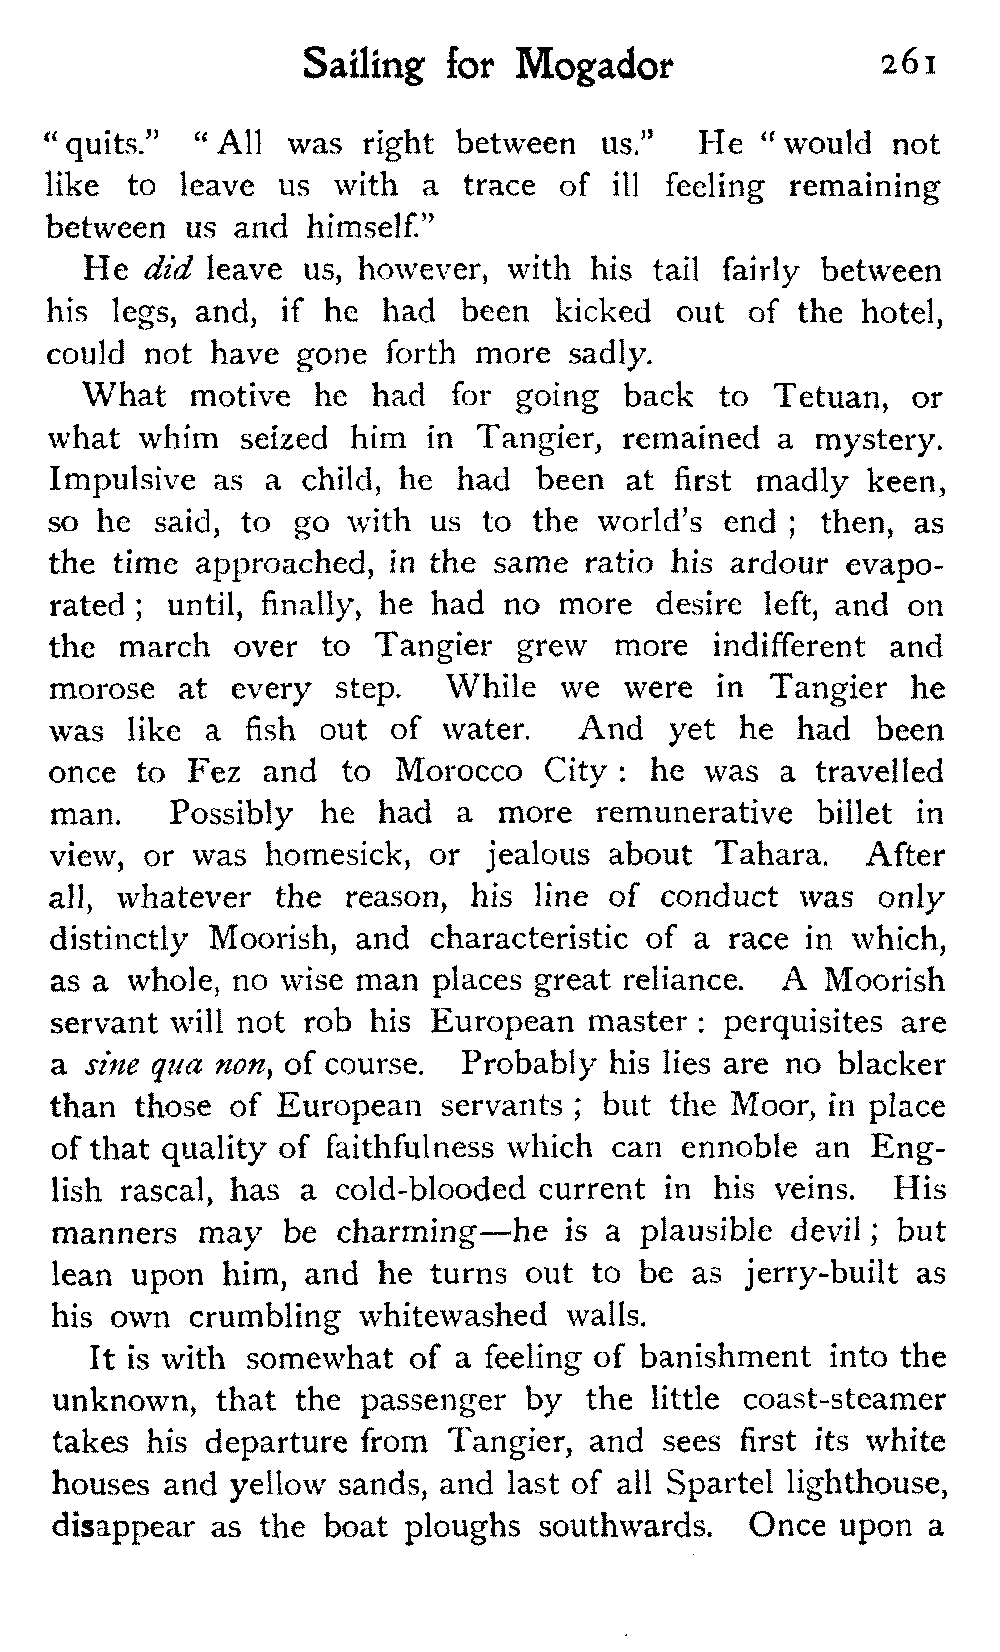 Sailing for Mogador 261
"quits." "All was right between us." He "would not
like to leave us with a trace of ill feeling remaining
between us and himself."
He did leave us, however, with his tail fairly between
his legs, and, if he had been kicked out of the hotel,
could not have gone forth more sadly.
What motive he had for going back to Tetuan, or
what whim seized him in Tangier, remained a mystery.
Impulsive as a child, he had been at first madly keen,
so he said, to go with us to the world's end ; then, as
the time approached, in the same ratio his ardour evapo-
rated ; until, finally, he had no more desire left, and on
the march over to Tangier grew more indifferent and
morose at every step. While we were in Tangier he
was like a fish out of water. And yet he had been
once to Fez and to Morocco City : he was a travelled
man. Possibly he had a more remunerative billet in
view, or was homesick, or jealous about Tahara. After
all, whatever the reason, his line of conduct was only
distinctly Moorish, and characteristic of a race in which,
as a whole, no wise man places great reliance. A Moorish
servant will not rob his European master : perquisites are
a sine qua non, of course. Probably his lies are no blacker
than those of European servants ; but the Moor, in place
of that quality of faithfulness which can ennoble an Eng-
lish rascal, has a cold-blooded current in his veins. His
manners may be charming—he is a plausible devil ; but
lean upon him, and he turns out to be as jerry-built as
his own crumbling whitewashed walls.
It is with somewhat of a feeling of banishment into the
unknown, that the passenger by the little coast-steamer
takes his departure from Tangier, and sees first its white
houses and yellow sands, and last of all Spartel lighthouse,
disappear as the boat ploughs southwards. Once upon a